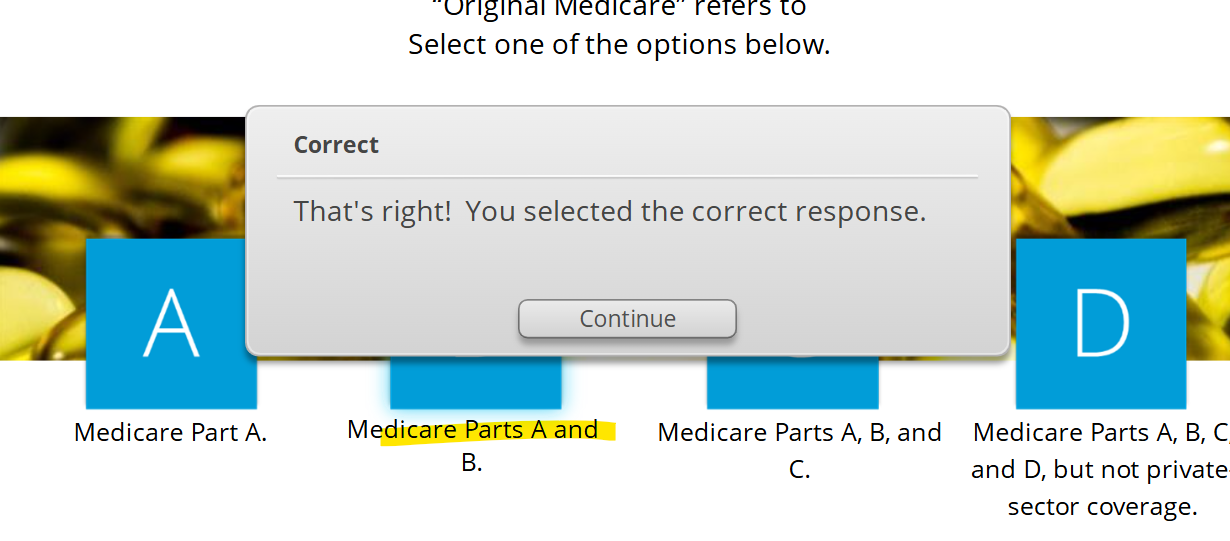 "Original Medicare" refers to
Select one of the options below.
Correct
That's right!  You selected the correct response.
Continue
A
D
Medicare Part A.
Medicare Parts A and
B.
Medicare Parts A, B, and
C.
Medicare Parts A, B, C,
and D, but not private-
sector coverage.